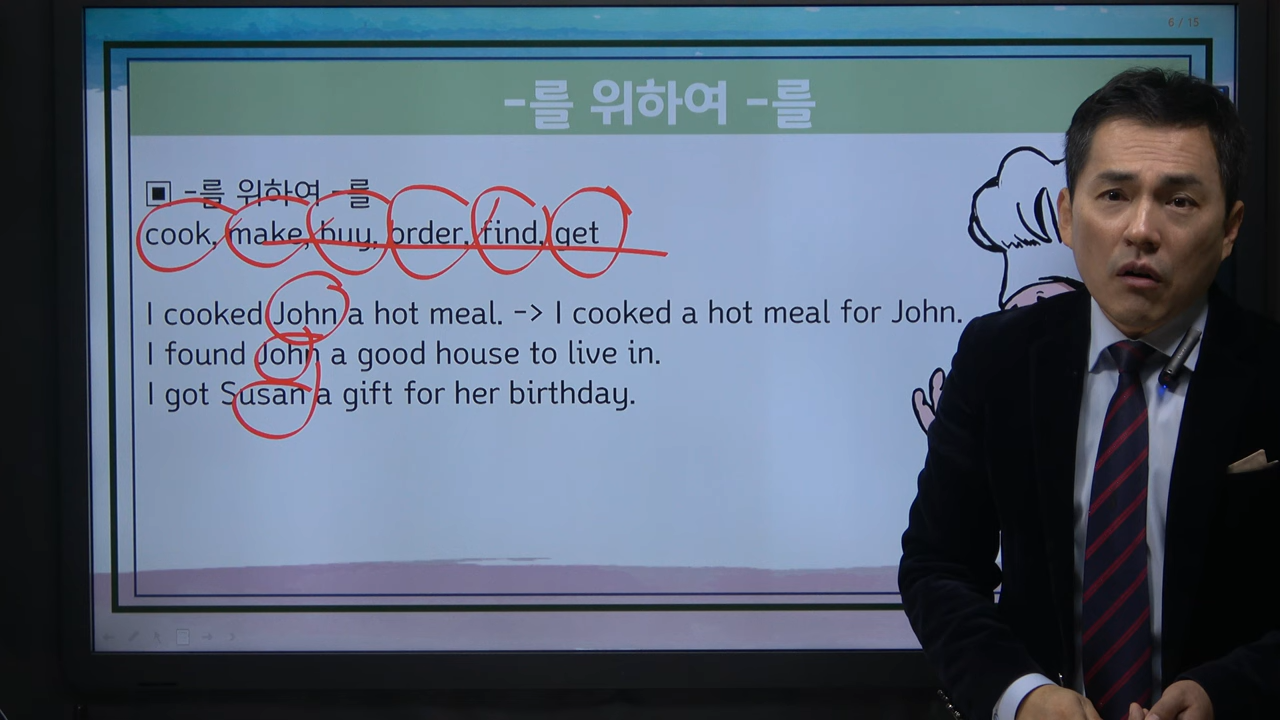 6 / 15
-를 위하여 -를
▣ -를 위하여 -를
cook, make, buy, order, find, get
I cooked John a hot meal. -> I cooked a hot meal for John.
I found John a good house to live in.
I got Susan a gift for her birthday.